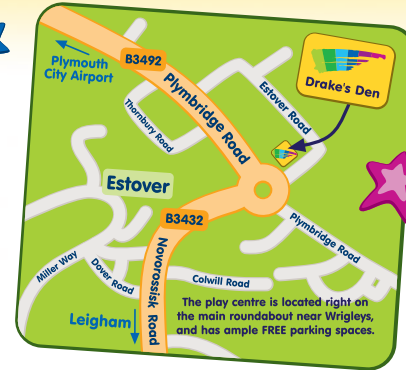 Plymouth
City Airport
B3492
Plymbridge Road
Thornbury Road
Estover Road
Drake's Den
Estover
B3432
Plymbridge Road
Miller Way
Dover Road
Novorossisk Road
Colwill Road
Leigham
The play centre is located right on
the main roundabout near Wrigleys,
and has ample FREE parking spaces.